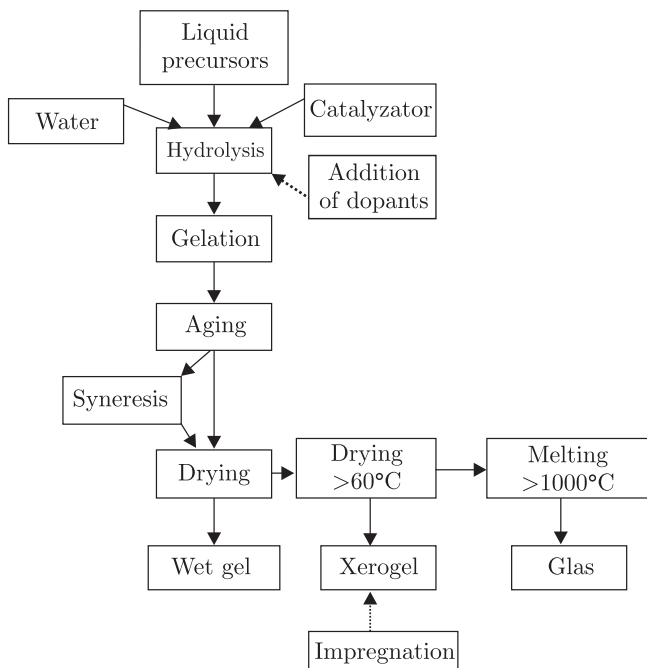 Liquid
precursors
Water
Catalyzator
Hydrolysis
Addition
of dopants
Gelation
Aging
Syneresis
Drying
Drying
>60°C
Melting
>1000°C
Wet gel
Xerogel
Glas
Impregnation